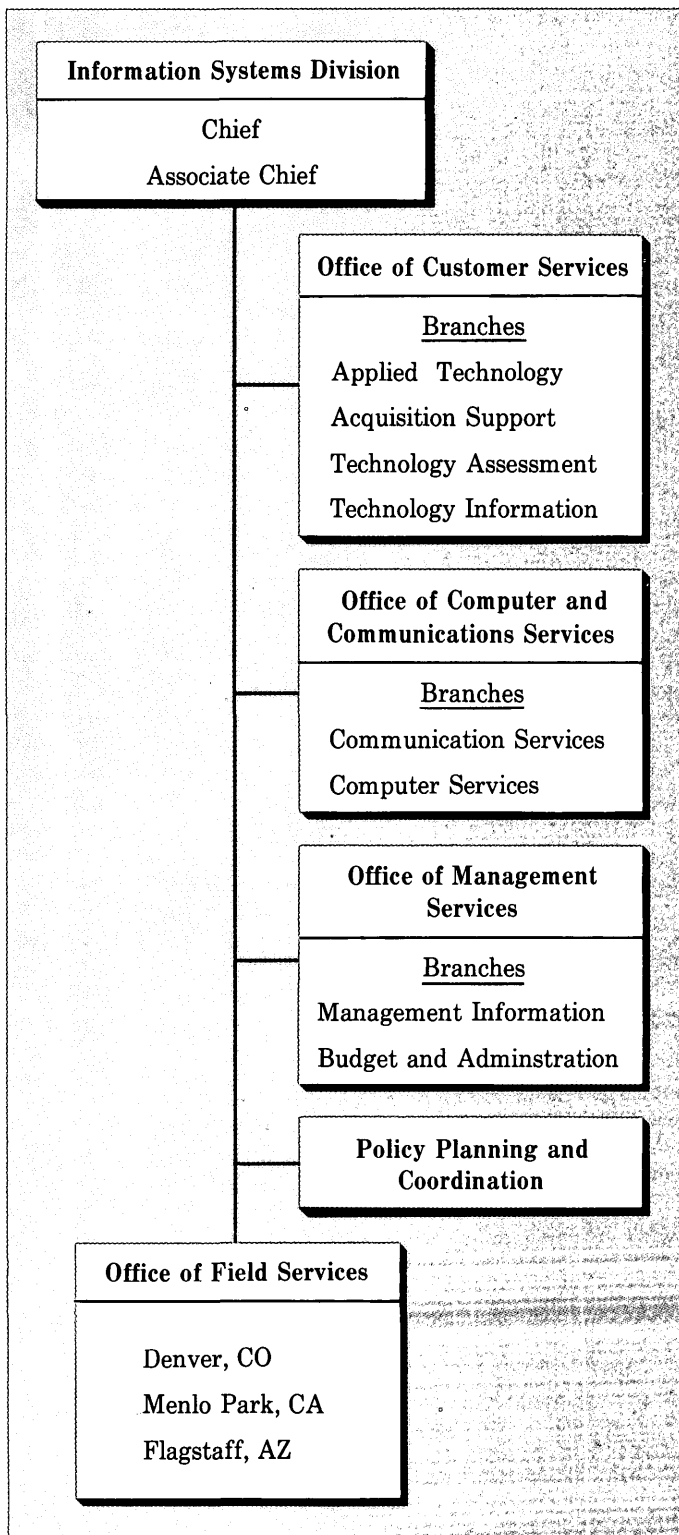 Information Systems Division
Chief
Associate Chief
Office of Customer Services
Branches
Applied Technology
Acquisition Support
Technology Assessment
Technology Information
Office of Computer and
Communications Services
Branches
Communication Services
Computer Services
Office of Management
Services
Branches
Management Information
Budget and Adminstration
Policy Planning and
Coordination
Office of Field Services
Denver, CO
Menlo Park, CA
Flagstaff, AZ